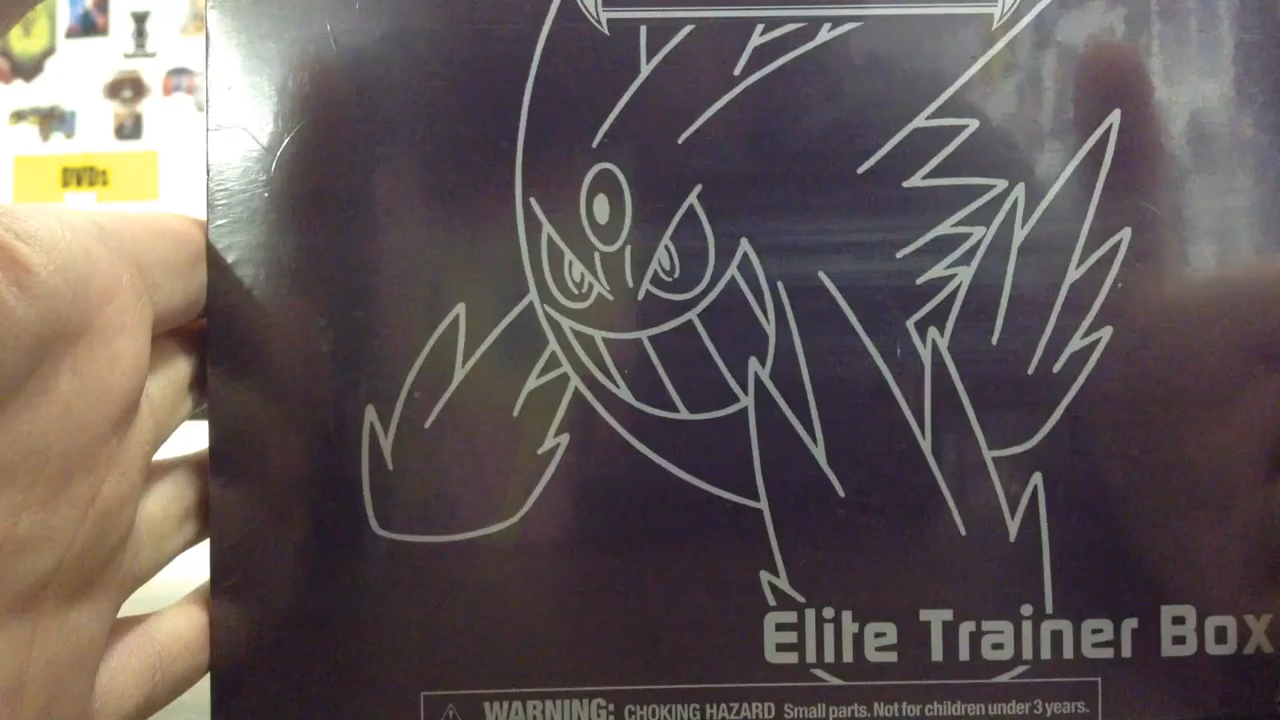 DVDs
Elite Trainer Box
WARNING: CHOKING HAZARD Small parts. Not for children under 3 years.